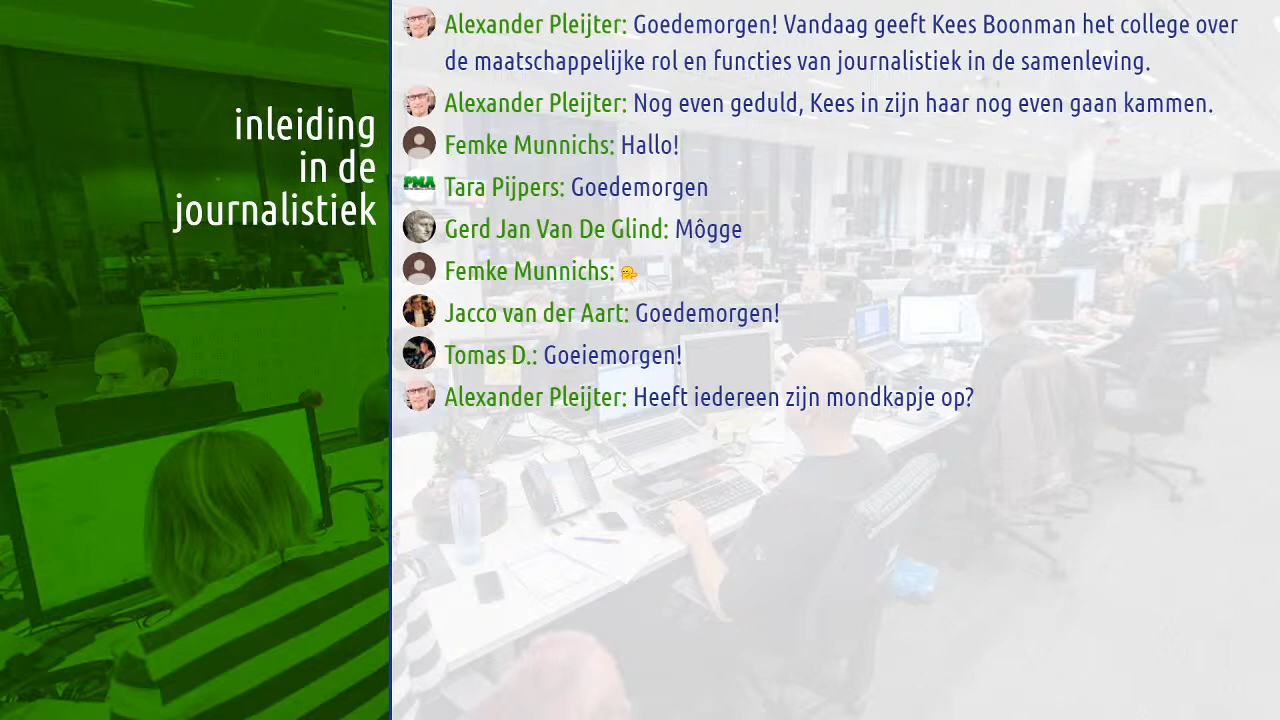 inleiding
in de
journalistiek
Alexander Pleijter: Goedemorgen! Vandaag geeft Kees Boonman het college over
de maatschappelijke rol en functies van journalistiek in de samenleving.
Alexander Pleijter: Nog even geduld, Kees in zijn haar nog even gaan kammen.
Femke Munnichs: Hallo!
PMA
Tara Pijpers: Goedemorgen
Gerd Jan Van De Glind: Môgge
Femke Munnichs:
Jacco van der Aart: Goedemorgen!
Tomas D.: Goeiemorgen!
Alexander Pleijter: Heeft iedereen zijn mondkapje op?